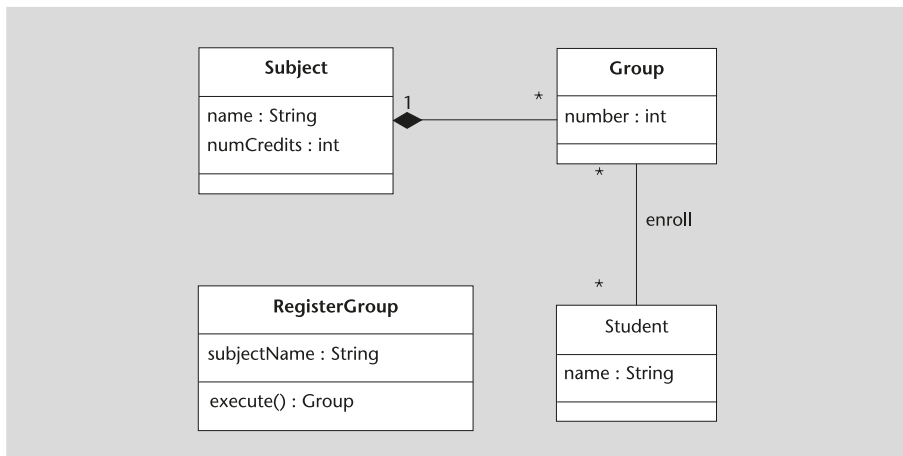 Subject
name : String
numCredits : int
1
*
Group
number : int
*
enroll
*
Student
name : String
RegisterGroup
subjectName : String
execute() : Group